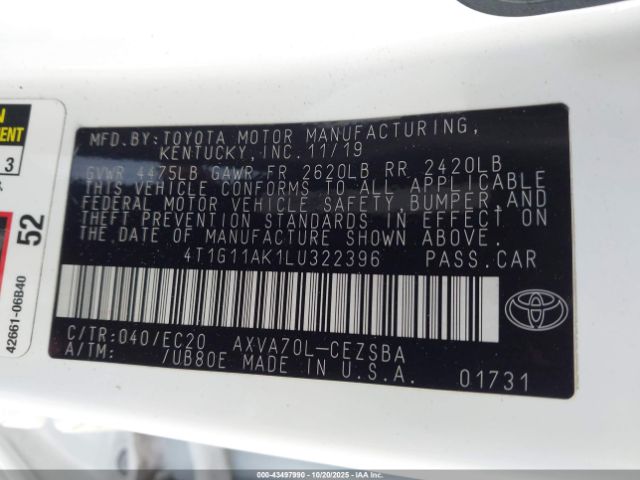 MFD.BY:TOYOTA MOTOR MANUFACTURING,
KENTUCKY,INC.11/19
GVWR 4475LB GAWR FR 2620LB RR 2420LB
THIS VEHICLE CONFORMS TO ALL APPLICABLE
FEDERAL MOTOR VEHICLE SAFETY,BUMPER,AND
THEFT PREVENTION STANDARDS IN EFFECT ON
THE DATE OF MANUFACTURE SHOWN ABOVE.
4T1G11AK1LU322396 PASS.CAR
C/TR:040/EC20 AXVA70L-CEZSBA
A/TM: /UB80E MADE IN U.S.A.
01731
3
52
42661-06B40
000-43497990 - 10/20/2025 - IAA Holdings, LLC